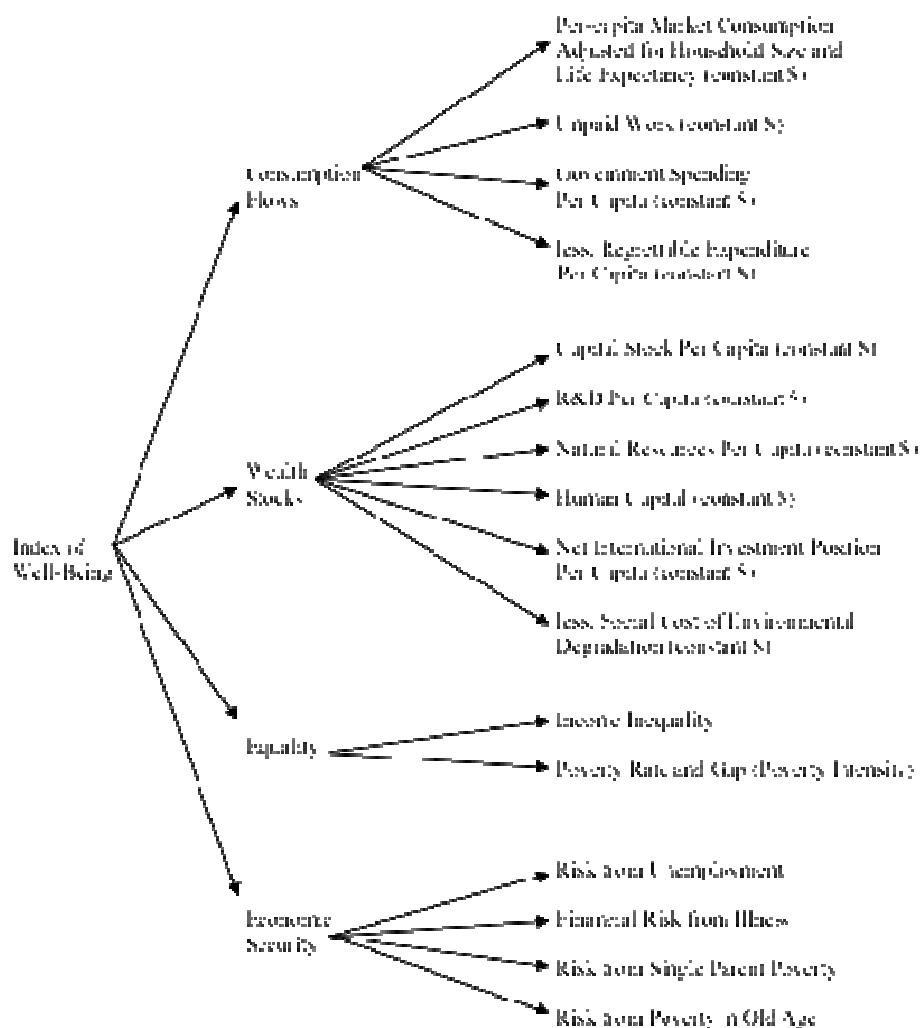 Per-capita Market Consumption
Adjusted for Household Size and
Life Expectancy (constant $)
Unpaid Work (constant $)
Consumption
Flows
Government Spending
Per Capita (constant $)
less: Regrettable Expenditure
Per Capita (constant $)
Capital Stock Per Capita (constant $)
R&D Per Capita (constant $)
Natural Resources Per Capita (constant $)
Wealth
Stocks
Human Capital (constant $)
Index of
Well-Being
Net International Investment Position
Per Capita (constant $)
less: Social Cost of Environmental
Degradation (constant $)
Income Inequality
Equality
Poverty Rate and Gap (Poverty Intensity)
Risk from Unemployment
Economic
Security
Financial Risk from Illness
Risk from Single Parent Poverty
Risk from Poverty in Old Age